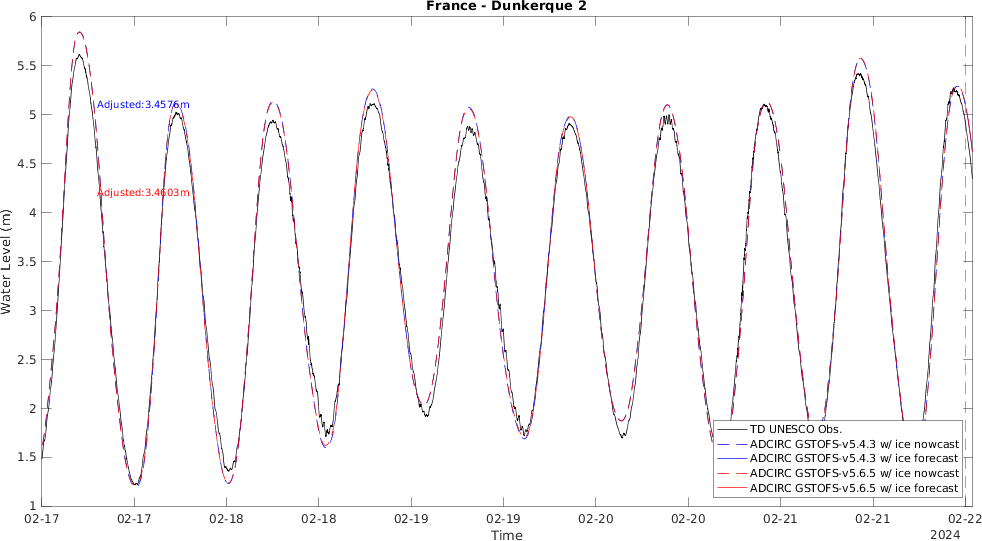 France - Dunkerque 2
6
5.5
5
4.5
4
3.5
3
2.5
2
1.5
1
Water Level (m)
Adjusted:3.4576m
Adjusted:3.4603m
TD UNESCO Obs.
ADCIRC GSTOFS-v5.4.3 w/ ice nowcast
ADCIRC GSTOFS-v5.4.3 w/ ice forecast
ADCIRC GSTOFS-v5.6.5 w/ ice nowcast
ADCIRC GSTOFS-v5.6.5 w/ ice forecast
02-17 02-17 02-18 02-18 02-19 02-19 02-20 02-20 02-21 02-21 02-22
Time
2024